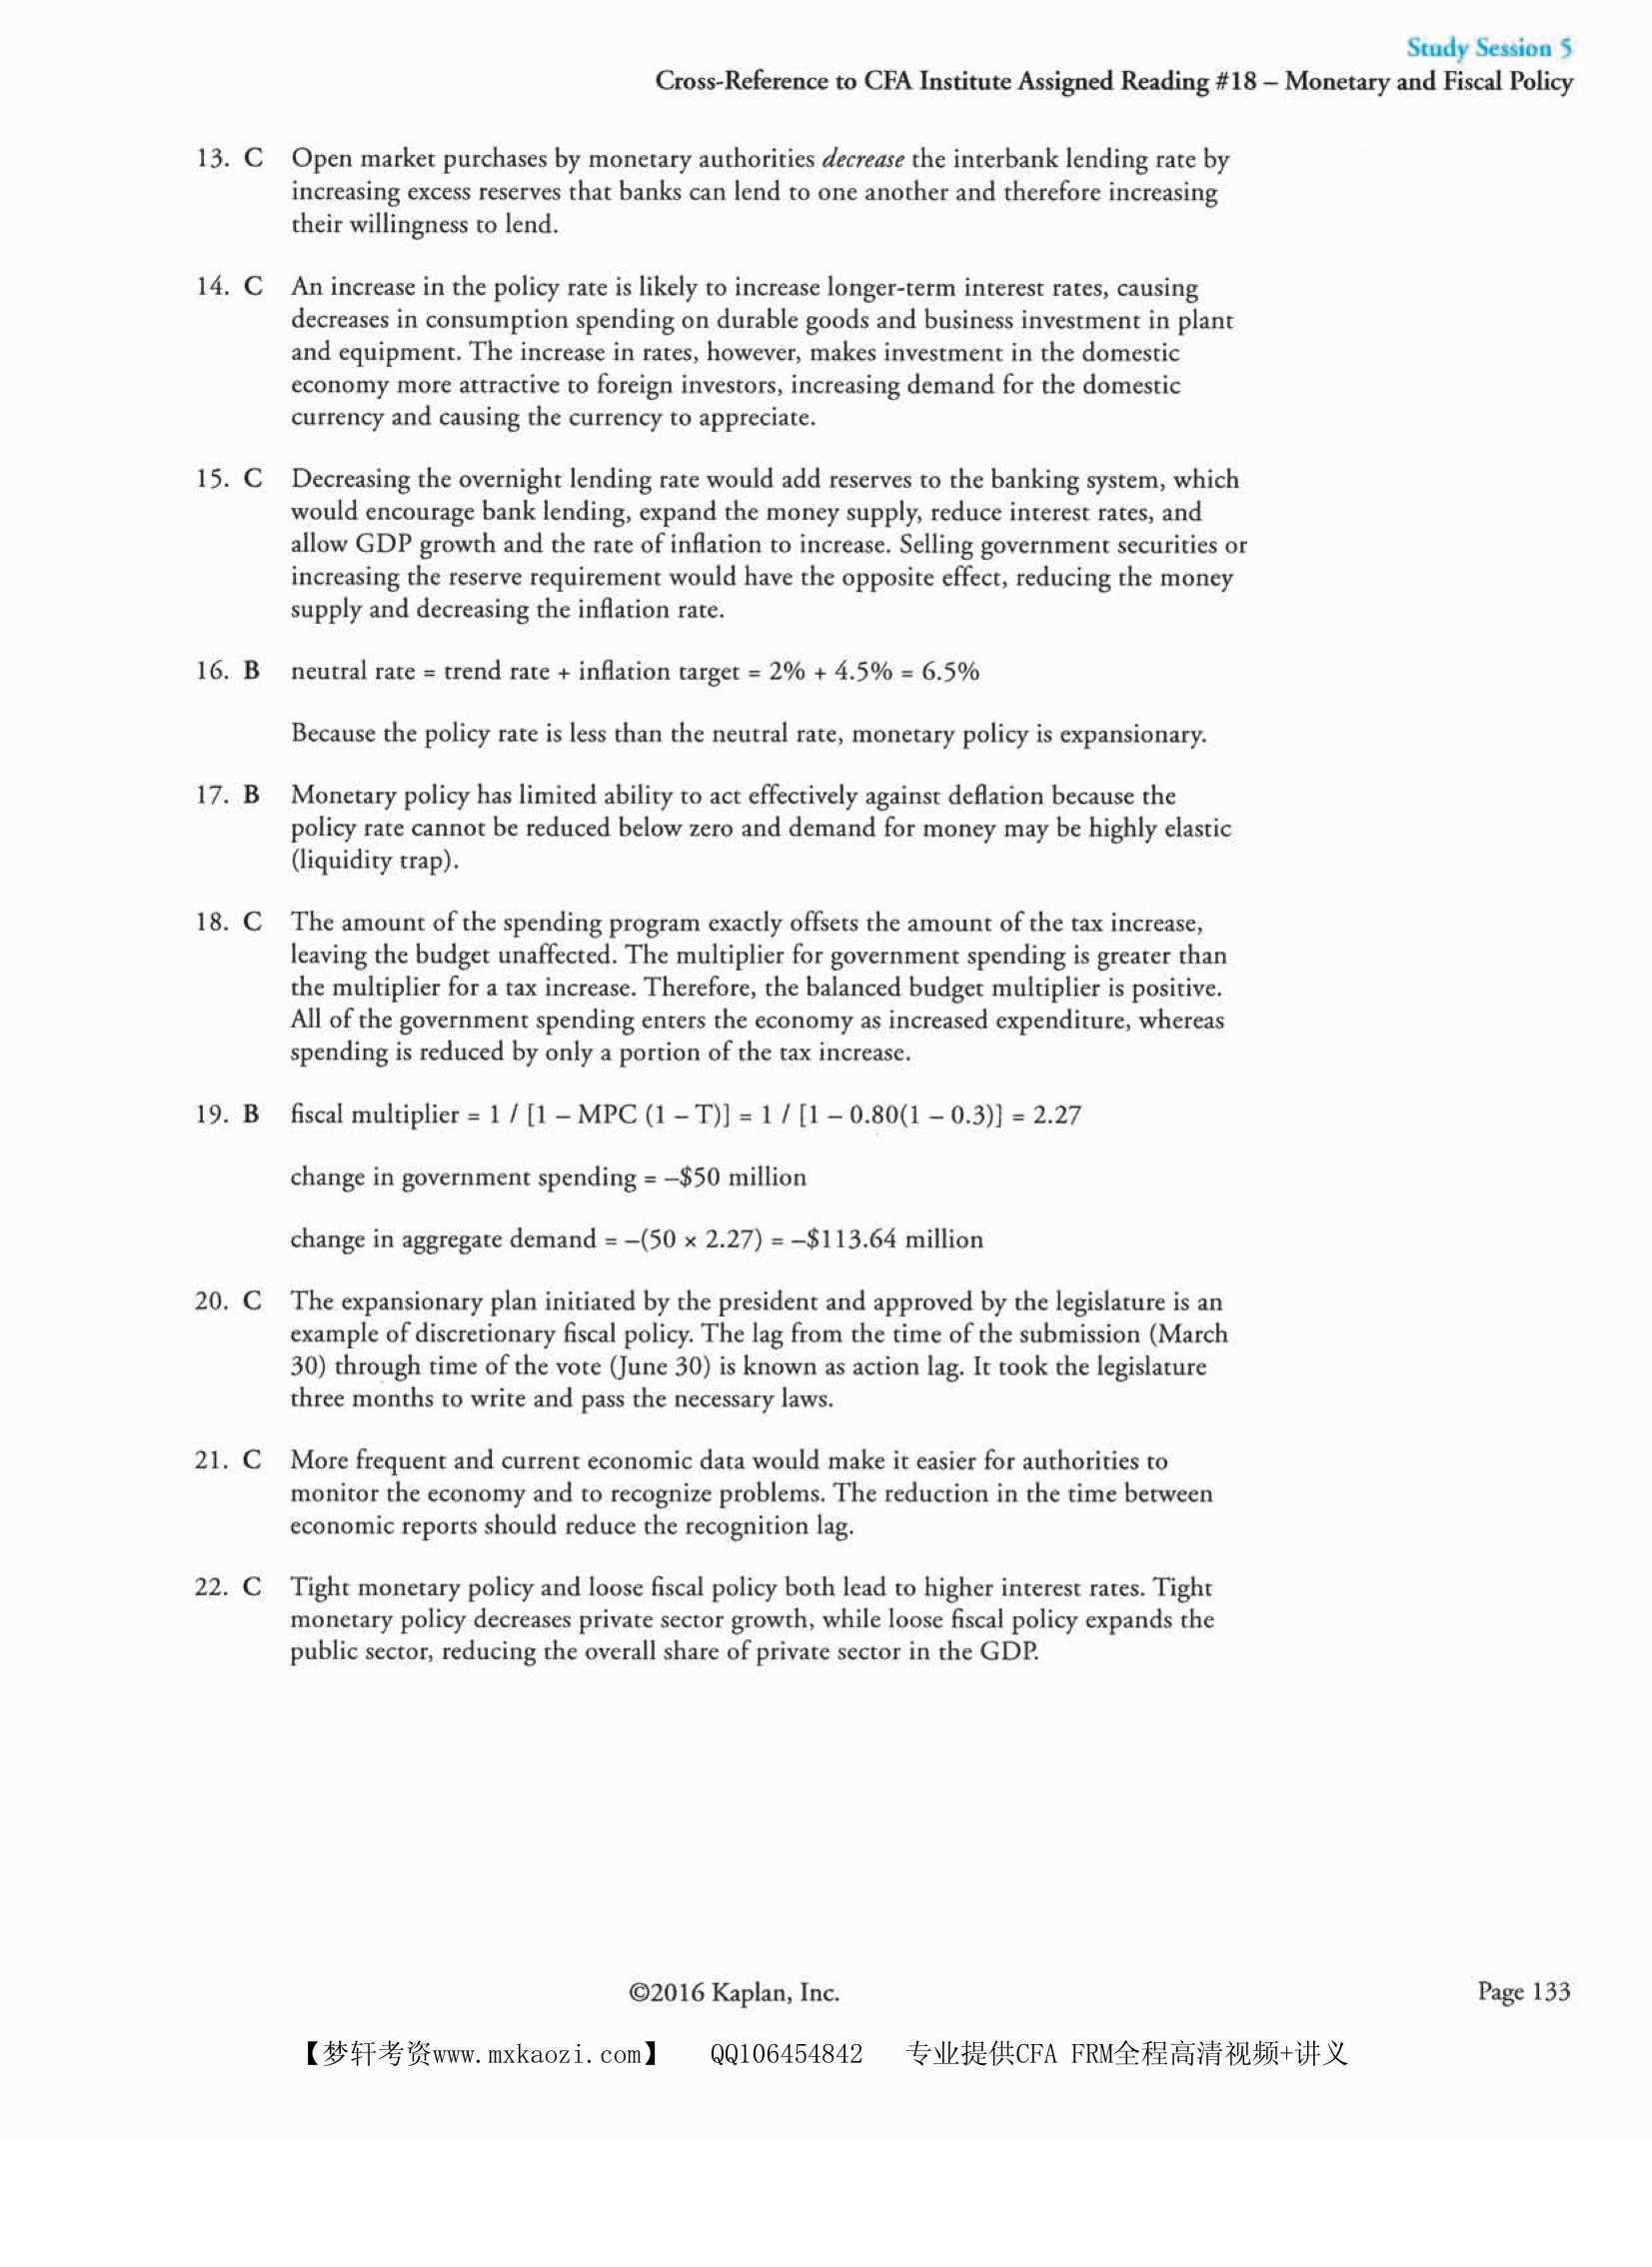 Study Session 5
Cross-Reference to CFA Institute Assigned Reading #18 – Monetary and Fiscal Policy
13. C Open market purchases by monetary authorities decrease the interbank lending rate by
increasing excess reserves that banks can lend to one another and therefore increasing
their willingness to lend.
14. C An increase in the policy rate is likely to increase longer-term interest rates, causing
decreases in consumption spending on durable goods and business investment in plant
and equipment. The increase in rates, however, makes investment in the domestic
economy more attractive to foreign investors, increasing demand for the domestic
currency and causing the currency to appreciate.
15. C Decreasing the overnight lending rate would add reserves to the banking system, which
would encourage bank lending, expand the money supply, reduce interest rates, and
allow GDP growth and the rate of inflation to increase. Selling government securities or
increasing the reserve requirement would have the opposite effect, reducing the money
supply and decreasing the inflation rate.
16. B neutral rate = trend rate + inflation target = 2% + 4.5% = 6.5%
Because the policy rate is less than the neutral rate, monetary policy is expansionary.
17. B Monetary policy has limited ability to act effectively against deflation because the
policy rate cannot be reduced below zero and demand for money may be highly elastic
(liquidity trap).
18. C The amount of the spending program exactly offsets the amount of the tax increase,
leaving the budget unaffected. The multiplier for government spending is greater than
the multiplier for a tax increase. Therefore, the balanced budget multiplier is positive.
All of the government spending enters the economy as increased expenditure, whereas
spending is reduced by only a portion of the tax increase.
19. B fiscal multiplier = 1 / [1 – MPC (1 – T)] = 1 / [1 – 0.80(1 – 0.3)] = 2.27
change in government spending = –$50 million
change in aggregate demand = –(50 × 2.27) = –$113.64 million
20. C The expansionary plan initiated by the president and approved by the legislature is an
example of discretionary fiscal policy. The lag from the time of the submission (March
30) through time of the vote (June 30) is known as action lag. It took the legislature
three months to write and pass the necessary laws.
21. C More frequent and current economic data would make it easier for authorities to
monitor the economy and to recognize problems. The reduction in the time between
economic reports should reduce the recognition lag.
22. C Tight monetary policy and loose fiscal policy both lead to higher interest rates. Tight
monetary policy decreases private sector growth, while loose fiscal policy expands the
public sector, reducing the overall share of private sector in the GDP.
©2016 Kaplan, Inc. Page 133
【梦轩考资www.mxkaozi.com】 QQ106454842 专业提供CFA FRM全程高清视频+讲义